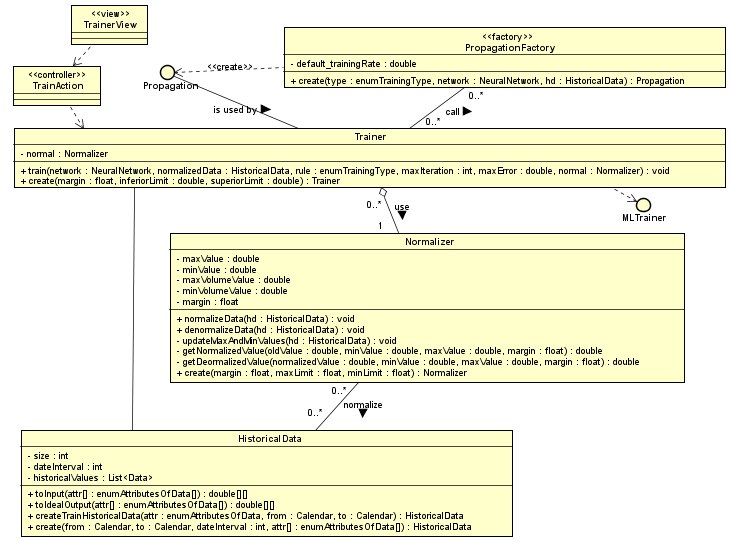 <<view>>
TrainerView
<<controller>>
TrainAction
<<factory>>
PropagationFactory
- default_trainingRate : double
+ create(type : enumTrainingType, network : NeuralNetwork, hd : HistoricalData) : Propagation
<<create>>
Propagation
is used by
call
0..*
0..*
Trainer
- normal : Normalizer
+ train(network : NeuralNetwork, normalizedData : HistoricalData, rule : enumTrainingType, maxIteration : int, maxError : double, normal : Normalizer) : void
+ create(margin : float, inferiorLimit : double, superiorLimit : double) : Trainer
0..*
use
1
MLTrainer
Normalizer
- maxValue : double
- minValue : double
- maxVolumeValue : double
- minVolumeValue : double
- margin : float
+ normalizeData(hd : HistoricalData) : void
+ denormalizeData(hd : HistoricalData) : void
- updateMaxAndMinValues(hd : HistoricalData) : void
- getNormalizedValue(oldValue : double, minValue : double, maxValue : double, margin : float) : double
- getDeormalizedValue(normalizedValue : double, minValue : double, maxValue : double, margin : float) : double
+ create(margin : float, maxLimit : float, minLimit : float) : Normalizer
0..*
normalize
0..*
HistoricalData
- size : int
- dateInterval : int
- historicalValues : List<Data>
+ toInput(attr[] : enumAttributesOfData[]) : double[][]
+ toIdealOutput(attr[] : enumAttributesOfData[]) : double[][]
+ createTrainHistoricalData(attr : enumAttributesOfData, from : Calendar, to : Calendar) : HistoricalData
+ create(from : Calendar, to : Calendar, dateInterval : int, attr[] : enumAttributesOfData[]) : HistoricalData